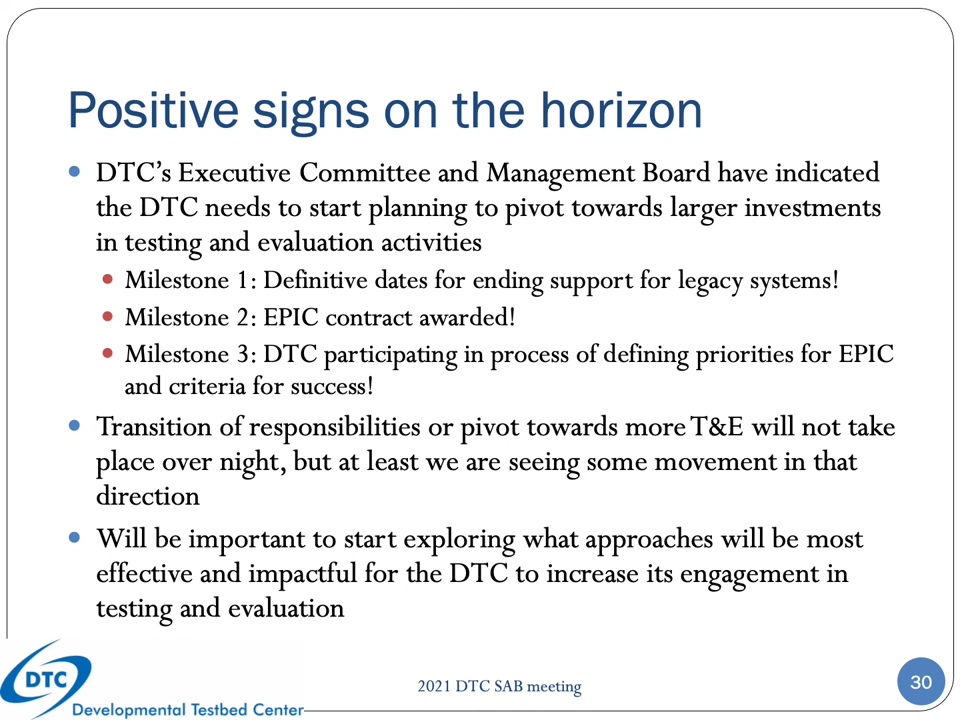 Positive signs on the horizon
• DTC's Executive Committee and Management Board have indicated
the DTC needs to start planning to pivot towards larger investments
in testing and evaluation activities
• Milestone 1: Definitive dates for ending support for legacy systems!
• Milestone 2: EPIC contract awarded!
• Milestone 3: DTC participating in process of defining priorities for EPIC
and criteria for success!
• Transition of responsibilities or pivot towards more T&E will not take
place over night, but at least we are seeing some movement in that
direction
• Will be important to start exploring what approaches will be most
effective and impactful for the DTC to increase its engagement in
testing and evaluation
DTC
Developmental Testbed Center
2021 DTC SAB meeting
30